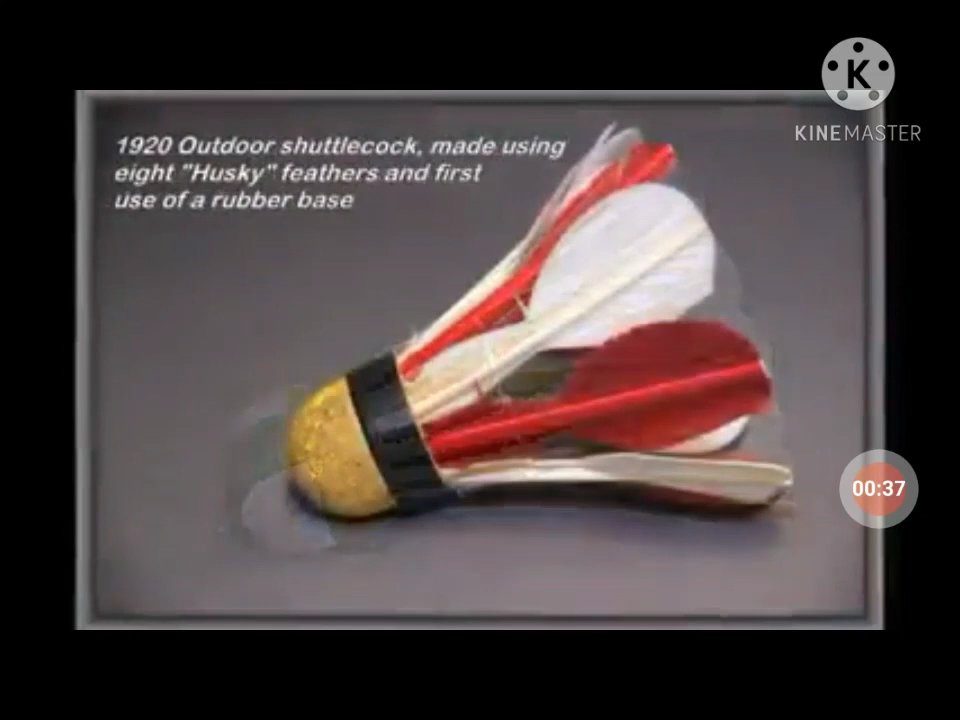 1920 Outdoor shuttlecock, made using
eight "Husky" feathers and first
use of a rubber base
K
KINEMASTER
00:37